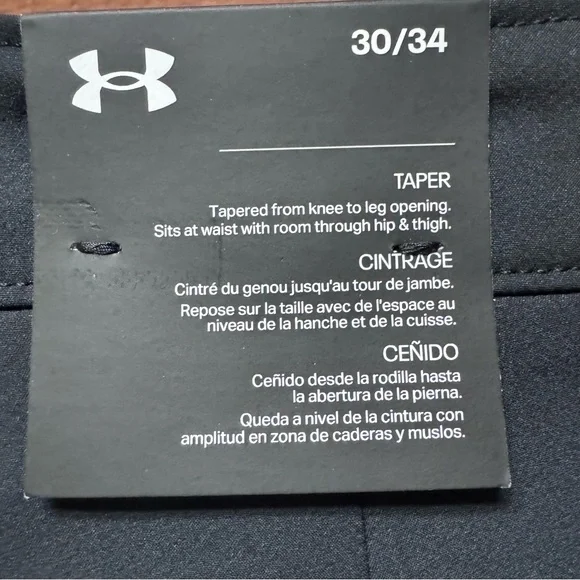 30/34
TAPER
Tapered from knee to leg opening.
Sits at waist with room through hip & thigh.
CINTRAGE
Cintré du genou jusqu'au tour de jambe.
Repose sur la taille avec de l'espace au
niveau de la hanche et de la cuisse.
CEÑIDO
Ceñido desde la rodilla hasta
la abertura de la pierna.
Queda a nivel de la cintura con
amplitud en zona de caderas y muslos.